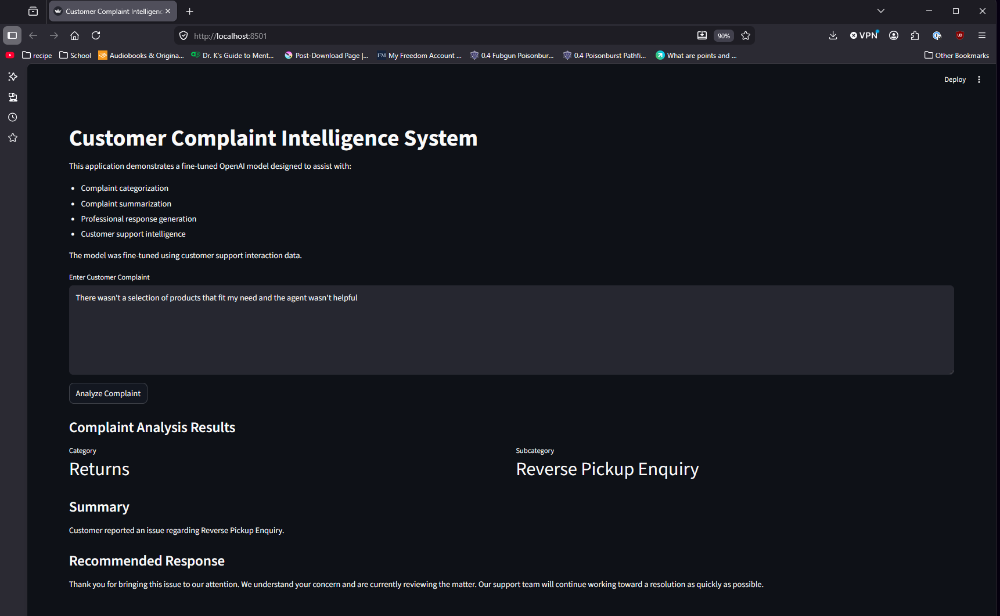 Customer Complaint Intelligenc
http://localhost:8501
90%
VPN
recipe
School
Audiobooks & Origina...
Dr. K's Guide to Ment...
Post-Download Page |...
FM My Freedom Account ...
0.4 Fubgun Poisonbur...
0.4 Poisonburst Pathfi...
What are points and ...
Other Bookmarks
Deploy
Customer Complaint Intelligence System
This application demonstrates a fine-tuned OpenAI model designed to assist with:
Complaint categorization
Complaint summarization
Professional response generation
Customer support intelligence
The model was fine-tuned using customer support interaction data.
Enter Customer Complaint
There wasn't a selection of products that fit my need and the agent wasn't helpful
Analyze Complaint
Complaint Analysis Results
Category
Returns
Subcategory
Reverse Pickup Enquiry
Summary
Customer reported an issue regarding Reverse Pickup Enquiry.
Recommended Response
Thank you for bringing this issue to our attention. We understand your concern and are currently reviewing the matter. Our support team will continue working toward a resolution as quickly as possible.